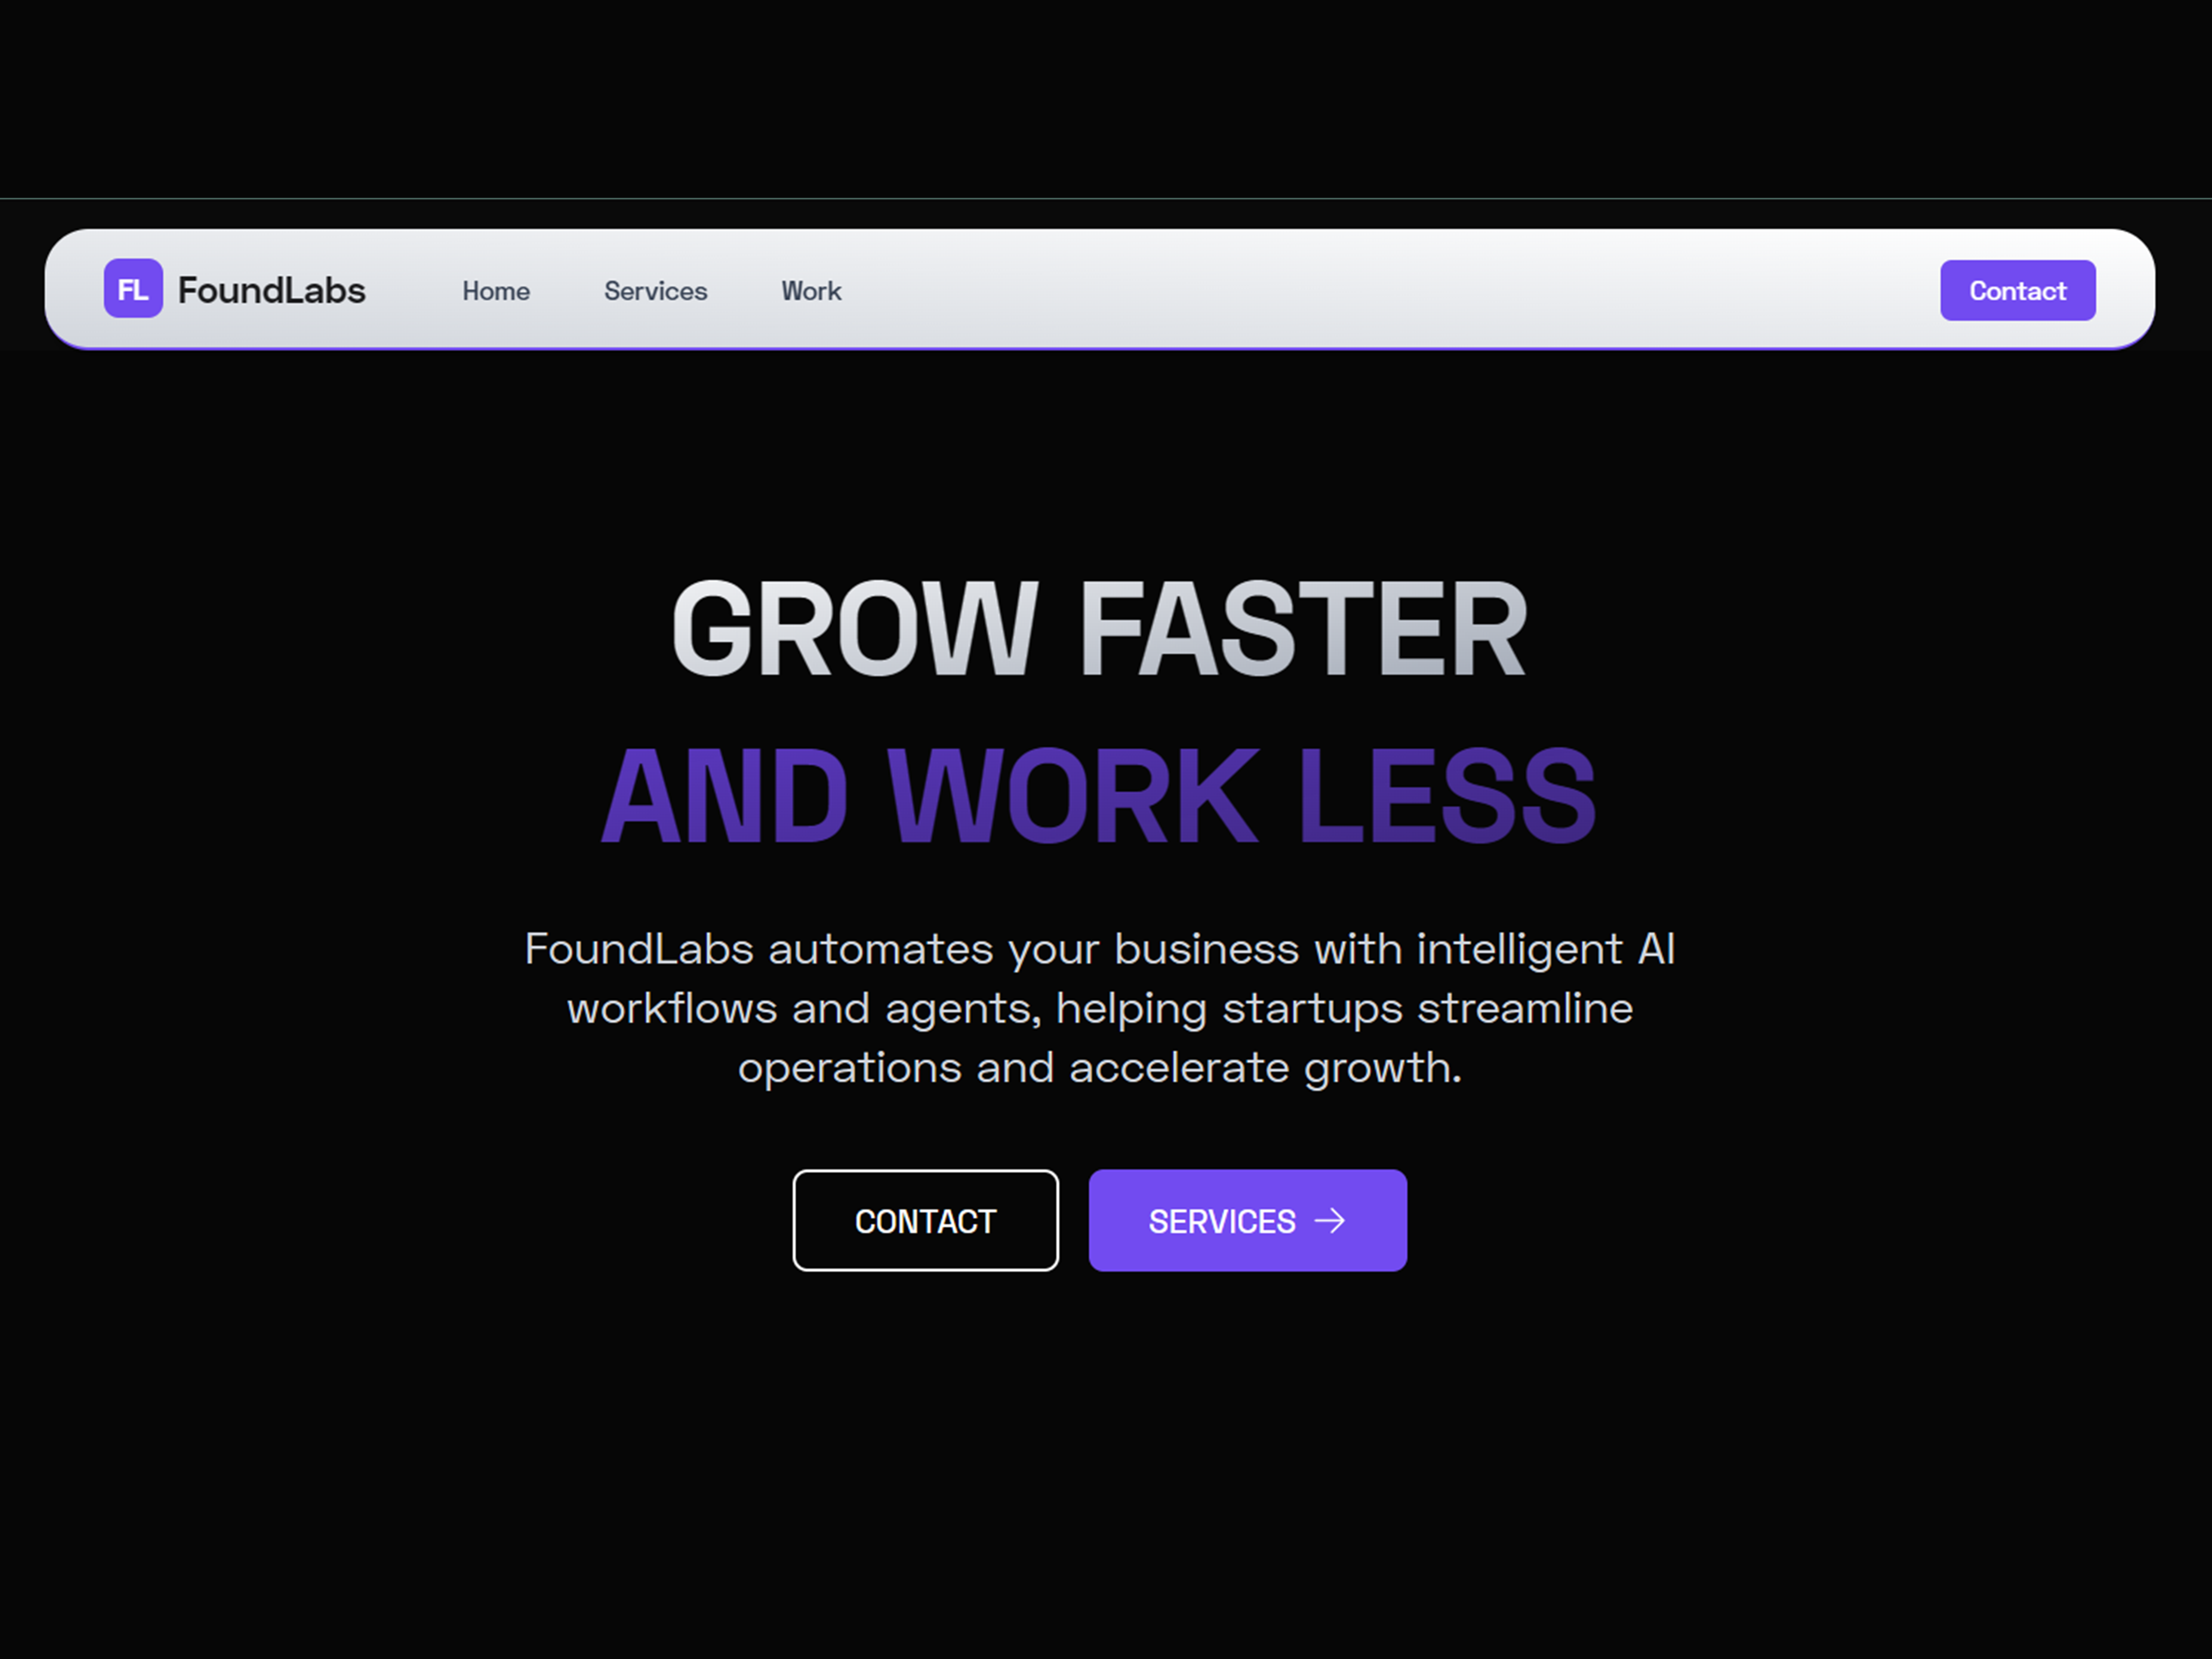 FL FoundLabs Home Services Work Contact
GROW FASTER
AND WORK LESS
FoundLabs automates your business with intelligent AI
workflows and agents, helping startups streamline
operations and accelerate growth.
CONTACT SERVICES →